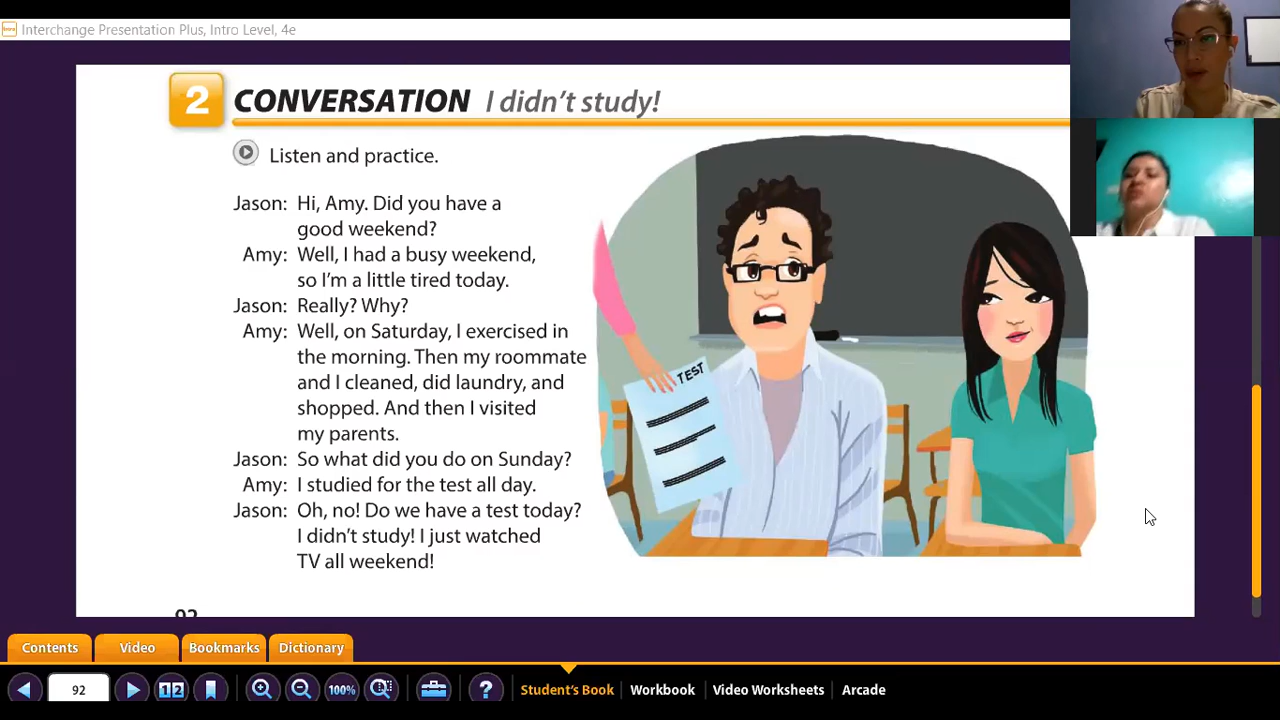 Interchange Presentation Plus, Intro Level, 4e
2 CONVERSATION I didn't study!
Listen and practice.
Jason: Hi, Amy. Did you have a
good weekend?
Amy: Well, I had a busy weekend,
so I'm a little tired today.
Jason: Really? Why?
Amy: Well, on Saturday, I exercised in
the morning. Then my roommate
and I cleaned, did laundry, and
shopped. And then I visited
my parents.
Jason: So what did you do on Sunday?
Amy: I studied for the test all day.
Jason: Oh, no! Do we have a test today?
I didn't study! I just watched
TV all weekend!
TEST
92
Contents Video Bookmarks Dictionary
92 1 2 100% ? Student's Book Workbook Video Worksheets Arcade